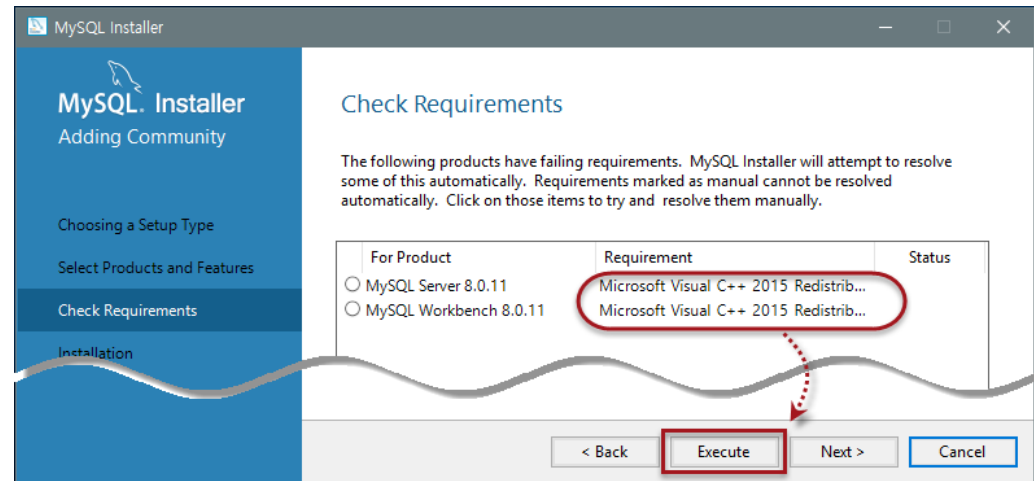 MySQL Installer
MySQL. Installer
Adding Community
Choosing a Setup Type
Select Products and Features
Check Requirements
Installation
Check Requirements
The following products have failing requirements. MySQL Installer will attempt to resolve
some of this automatically. Requirements marked as manual cannot be resolved
automatically. Click on those items to try and resolve them manually.
For Product Requirement Status
MySQL Server 8.0.11 Microsoft Visual C++ 2015 Redistrib...
MySQL Workbench 8.0.11 Microsoft Visual C++ 2015 Redistrib...
< Back Execute Next > Cancel